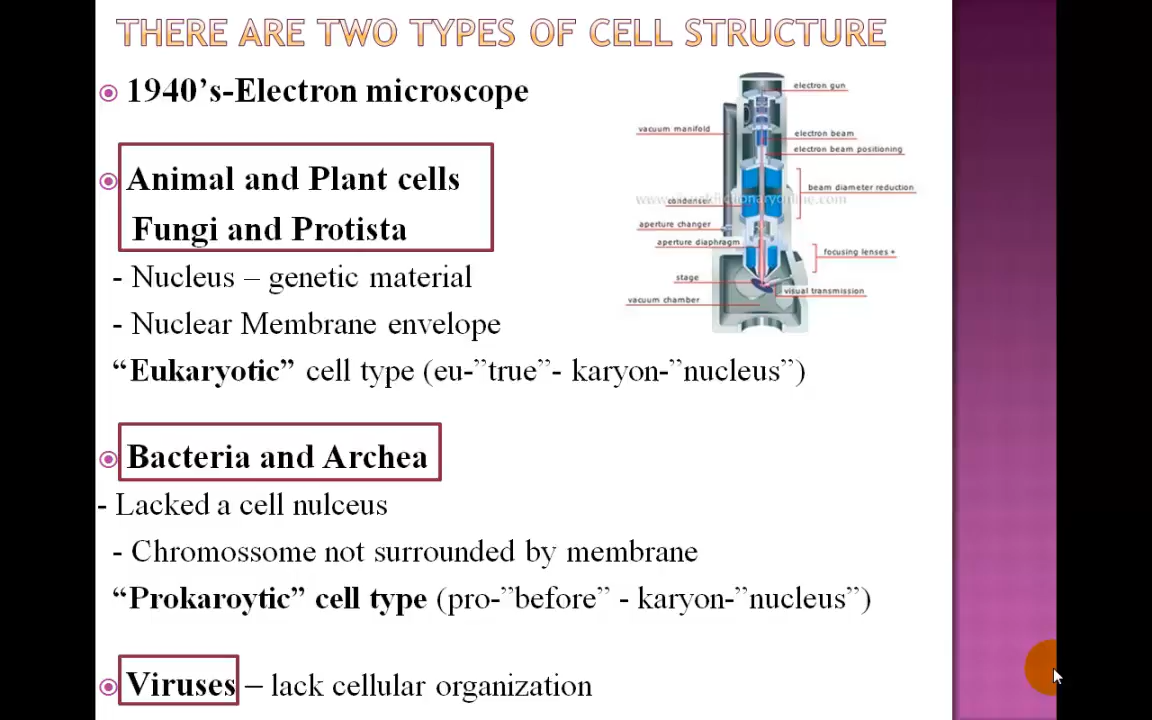 THERE ARE TWO TYPES OF CELL STRUCTURE
1940's-Electron microscope
Animal and Plant cells
Fungi and Protista
- Nucleus – genetic material
- Nuclear Membrane envelope
“Eukaryotic” cell type (eu-”true”- karyon-”nucleus”)
Bacteria and Archea
- Lacked a cell nulceus
- Chromossome not surrounded by membrane
“Prokaroytic” cell type (pro-”before” - karyon-”nucleus”)
Viruses – lack cellular organization
electron gun
vacuum manifold
electron beam
electron beam positioning
beam diameter reduction
condenser
aperture changer
aperture diaphragm
focusing lenses +
stage
visual transmission
vacuum chamber